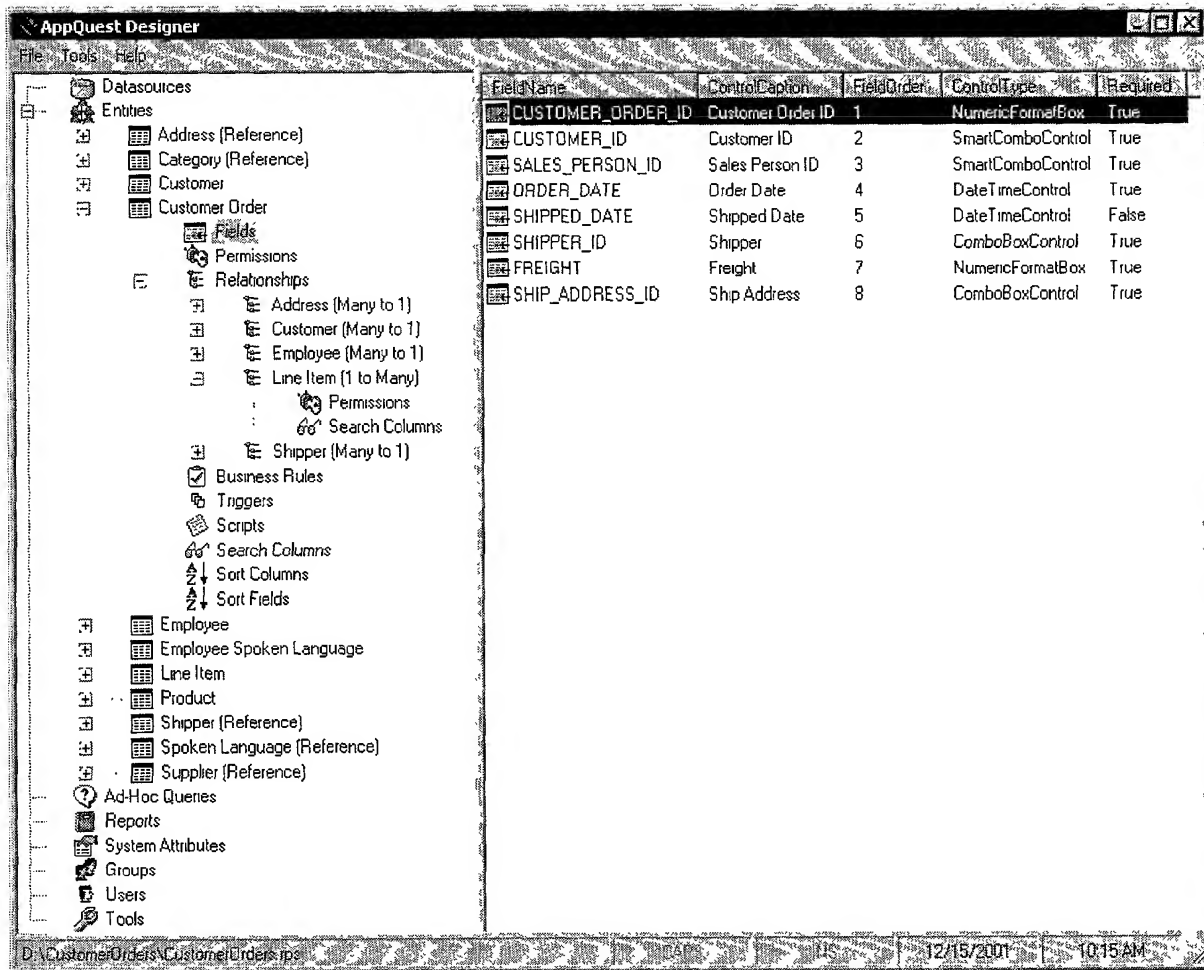 AppQuest Designer
File Tools Help
Datasources
Entities
Address (Reference)
Category (Reference)
Customer
Customer Order
Fields
Permissions
Relationships
Address (Many to 1)
Customer (Many to 1)
Employee (Many to 1)
Line Item (1 to Many)
Permissions
Search Columns
Shipper (Many to 1)
Business Rules
Triggers
Scripts
Search Columns
Sort Columns
Sort Fields
Employee
Employee Spoken Language
Line Item
Product
Shipper (Reference)
Spoken Language (Reference)
Supplier (Reference)
Ad-Hoc Queries
Reports
System Attributes
Groups
Users
Tools
FieldName ControlCaption FieldOrder ControlType Required
CUSTOMER_ORDER_ID Customer Order ID 1 NumericFormatBox True
CUSTOMER_ID Customer ID 2 SmartComboControl True
SALES_PERSON_ID Sales Person ID 3 SmartComboControl True
ORDER_DATE Order Date 4 DateTimeControl True
SHIPPED_DATE Shipped Date 5 DateTimeControl False
SHIPPER_ID Shipper 6 ComboBoxControl True
FREIGHT Freight 7 NumericFormatBox True
SHIP_ADDRESS_ID Ship Address 8 ComboBoxControl True
D:\CustomerOrders\CustomerOrders.rps CAPS 12/15/2001 10:15 AM